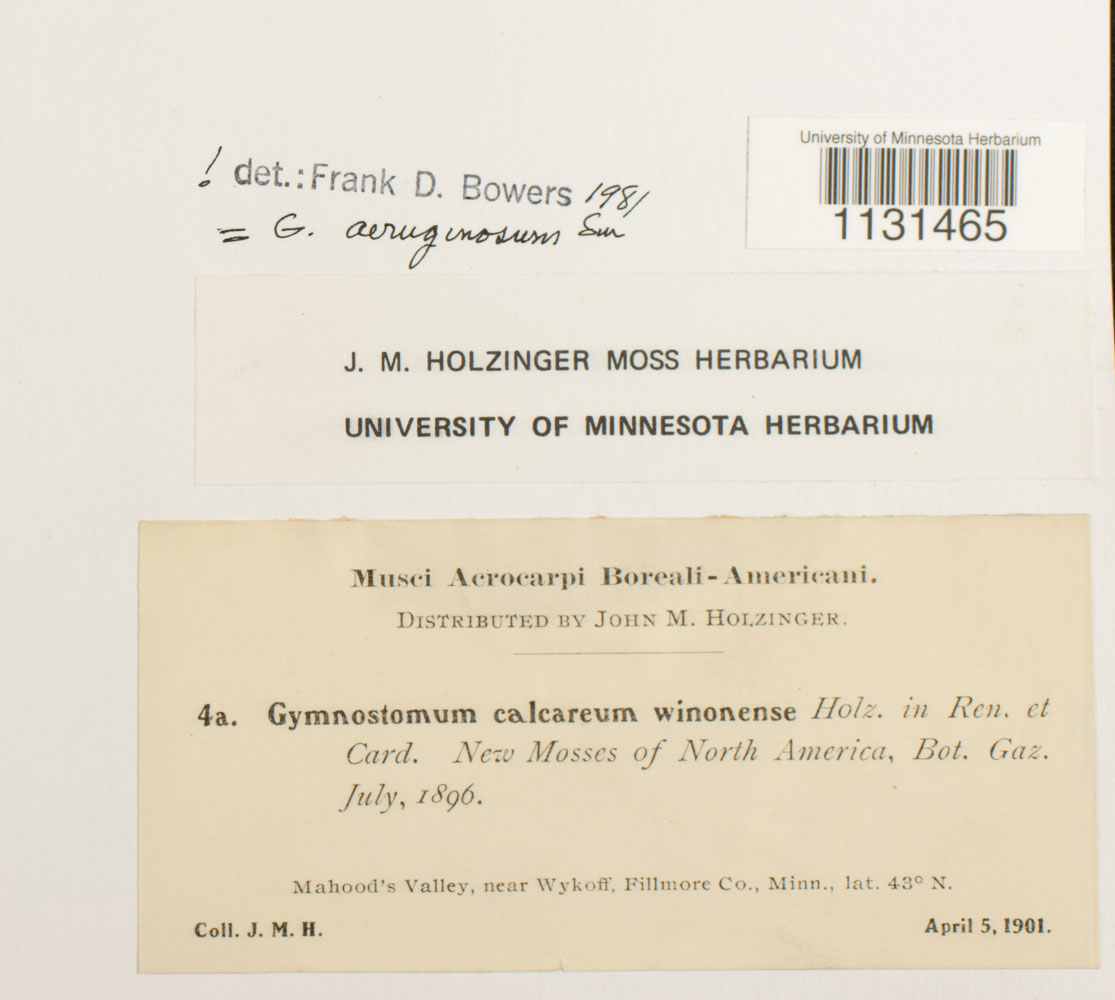 University of Minnesota Herbarium
1131465
! det.: Frank D. Bowers 1981
= G. aeruginosum Sm
J. M. HOLZINGER MOSS HERBARIUM
UNIVERSITY OF MINNESOTA HERBARIUM
Musci Acrocarpi Boreali-Americani.
DISTRIBUTED BY JOHN M. HOLZINGER.
4a. Gymnostomum calcareum winonense Holz. in Ren. et
Card. New Mosses of North America, Bot. Gaz.
July, 1896.
Mahood's Valley, near Wykoff, Fillmore Co., Minn., lat. 43° N.
Coll. J. M. H. April 5, 1901.